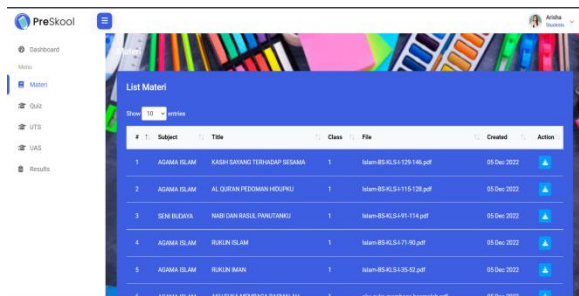 PreSkool
Arisha
Students
Dashboard
Menu
Materi
Materi
Quiz
UTS
UAS
Results
List Materi
Show 10 entries
# Subject Title Class File Created Action
1 AGAMA ISLAM KASIH SAYANG TERHADAP SESAMA 1 Islam-BS-KLS-I-129-146.pdf 05 Dec 2022
2 AGAMA ISLAM AL QURAN PEDOMAN HIDUPKU 1 Islam-BS-KLS-I-115-128.pdf 05 Dec 2022
3 SENI BUDAYA NABI DAN RASUL PANUTANKU 1 Islam-BS-KLS-I-91-114.pdf 05 Dec 2022
4 AGAMA ISLAM RUKUN ISLAM 1 Islam-BS-KLS-I-71-90.pdf 05 Dec 2022
5 AGAMA ISLAM RUKUN IMAN 1 Islam-BS-KLS-I-35-52.pdf 05 Dec 2022